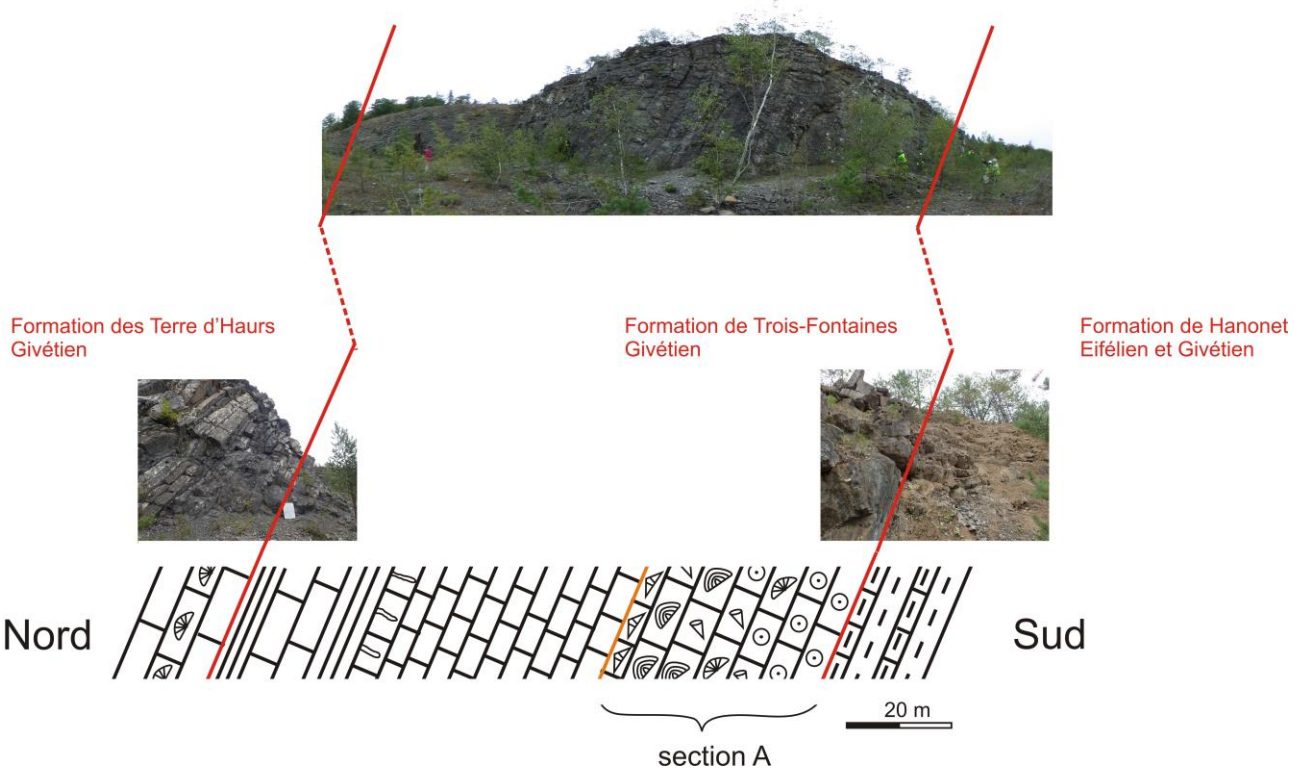 Formation des Terre d'Haurs
Givétien
Formation de Trois-Fontaines
Givétien
Formation de Hanonet
Eifélien et Givétien
Nord
Sud
20 m
section A